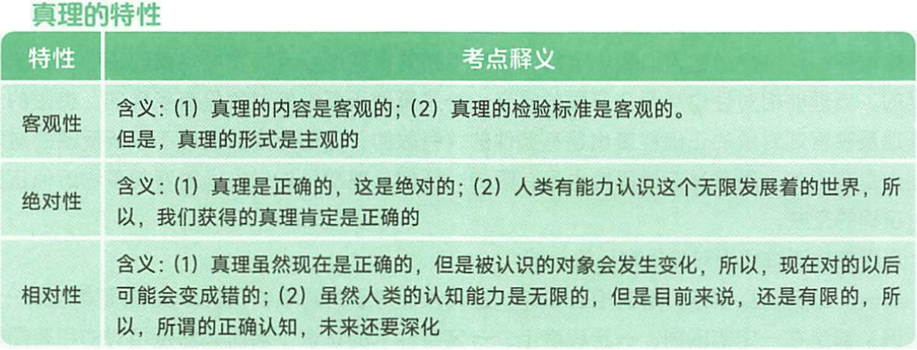 真理的特性
特性
考点释义
客观性
含义：(1) 真理的内容是客观的；(2) 真理的检验标准是客观的。
但是，真理的形式是主观的
绝对性
含义：(1) 真理是正确的，这是绝对的；(2) 人类有能力认识这个无限发展着的世界，所
以，我们获得的真理肯定是正确的
相对性
含义：(1) 真理虽然现在是正确的，但是被认识的对象会发生变化，所以，现在对的以后
可能会变成错的；(2) 虽然人类的认知能力是无限的，但是目前来说，还是有限的，所
以，所谓的正确认知，未来还要深化